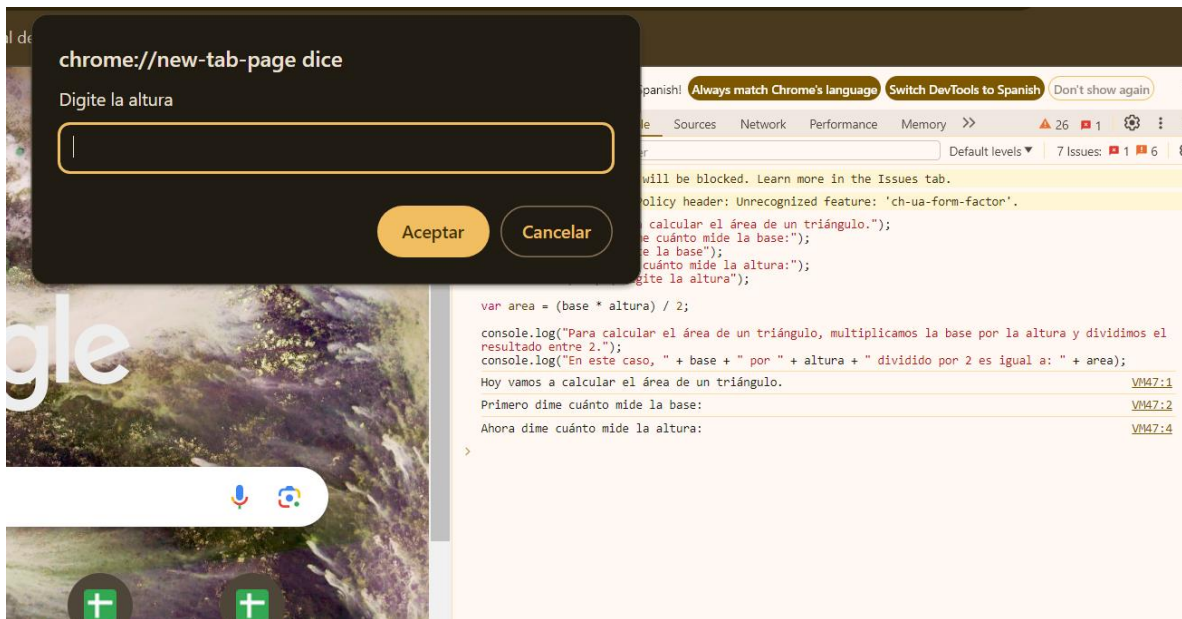 al de
chrome://new-tab-page dice
Digite la altura
Aceptar
Cancelar
gle
Always match Chrome's language Switch DevTools to Spanish Don't show again
Sources Network Performance Memory 26 1
Default levels 7 Issues: 1 6
will be blocked. Learn more in the Issues tab.
olicy header: Unrecognized feature: 'ch-ua-form-factor'.
calcular el área de un triángulo.");
e cuánto mide la base:");
e la base");
cuánto mide la altura:");
gite la altura");
var area = (base * altura) / 2;
console.log("Para calcular el área de un triángulo, multiplicamos la base por la altura y dividimos el
resultado entre 2.");
console.log("En este caso, " + base + " por " + altura + " dividido por 2 es igual a: " + area);
Hoy vamos a calcular el área de un triángulo. VM47:1
Primero dime cuánto mide la base: VM47:2
Ahora dime cuánto mide la altura: VM47:4
>